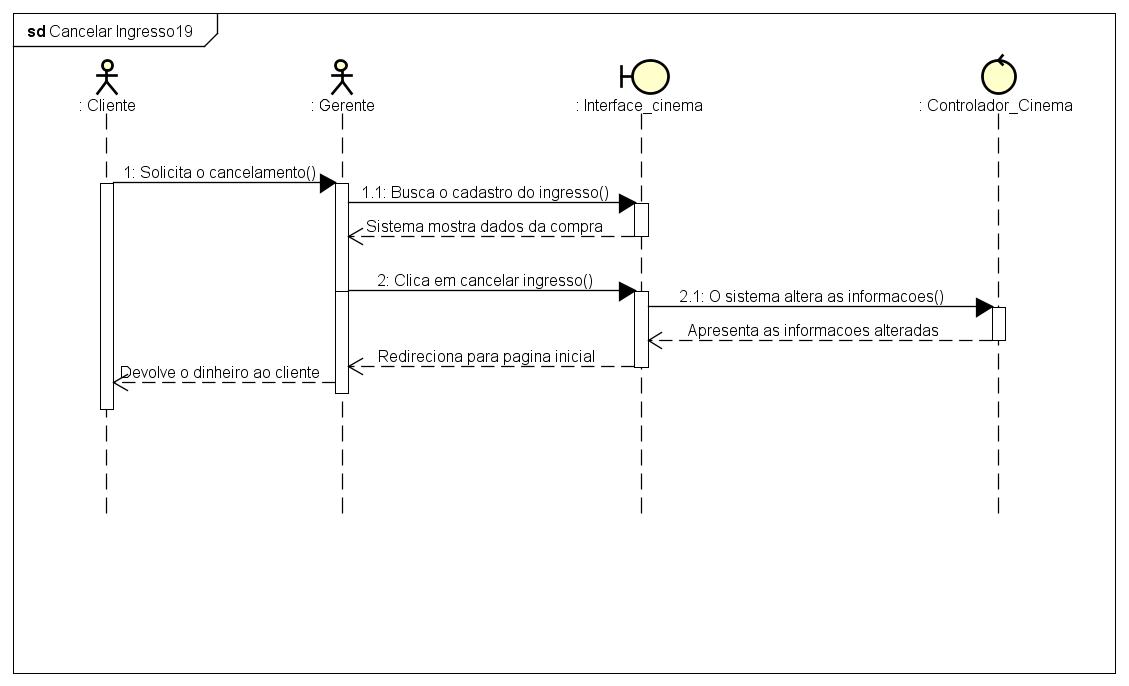 sd Cancelar Ingresso19
: Cliente
: Gerente
: Interface_cinema
: Controlador_Cinema
1: Solicita o cancelamento()
1.1: Busca o cadastro do ingresso()
Sistema mostra dados da compra
2: Clica em cancelar ingresso()
2.1: O sistema altera as informacoes()
Apresenta as informacoes alteradas
Redireciona para pagina inicial
Devolve o dinheiro ao cliente